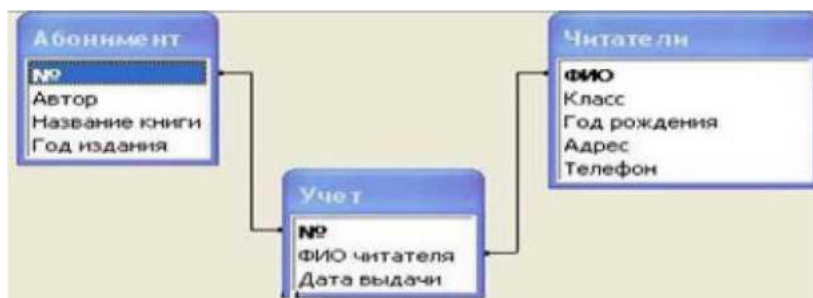 Абонимент
№
Автор
Название книги
Год издания
Читатели
ФИО
Класс
Год рождения
Адрес
Телефон
Учет
№
ФИО читателя
Дата выдачи